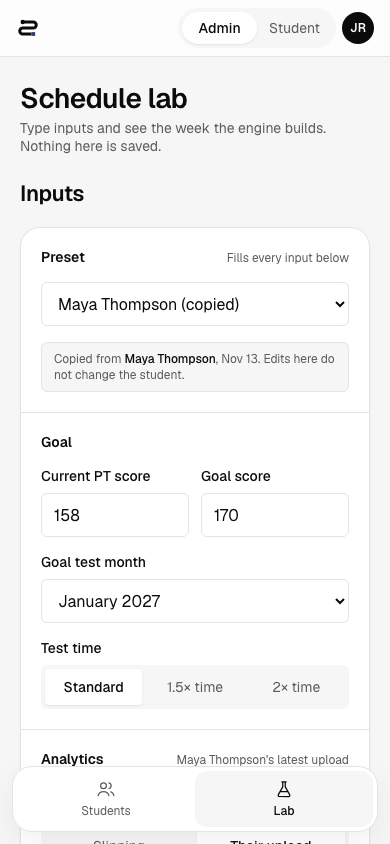 Admin
Student
JR
Schedule lab
Type inputs and see the week the engine builds.
Nothing here is saved.
Inputs
Preset
Fills every input below
Maya Thompson (copied)
Copied from Maya Thompson, Nov 13. Edits here do
not change the student.
Goal
Current PT score
Goal score
158
170
Goal test month
January 2027
Test time
Standard
1.5× time
2× time
Analytics
Maya Thompson's latest upload
Students
Lab